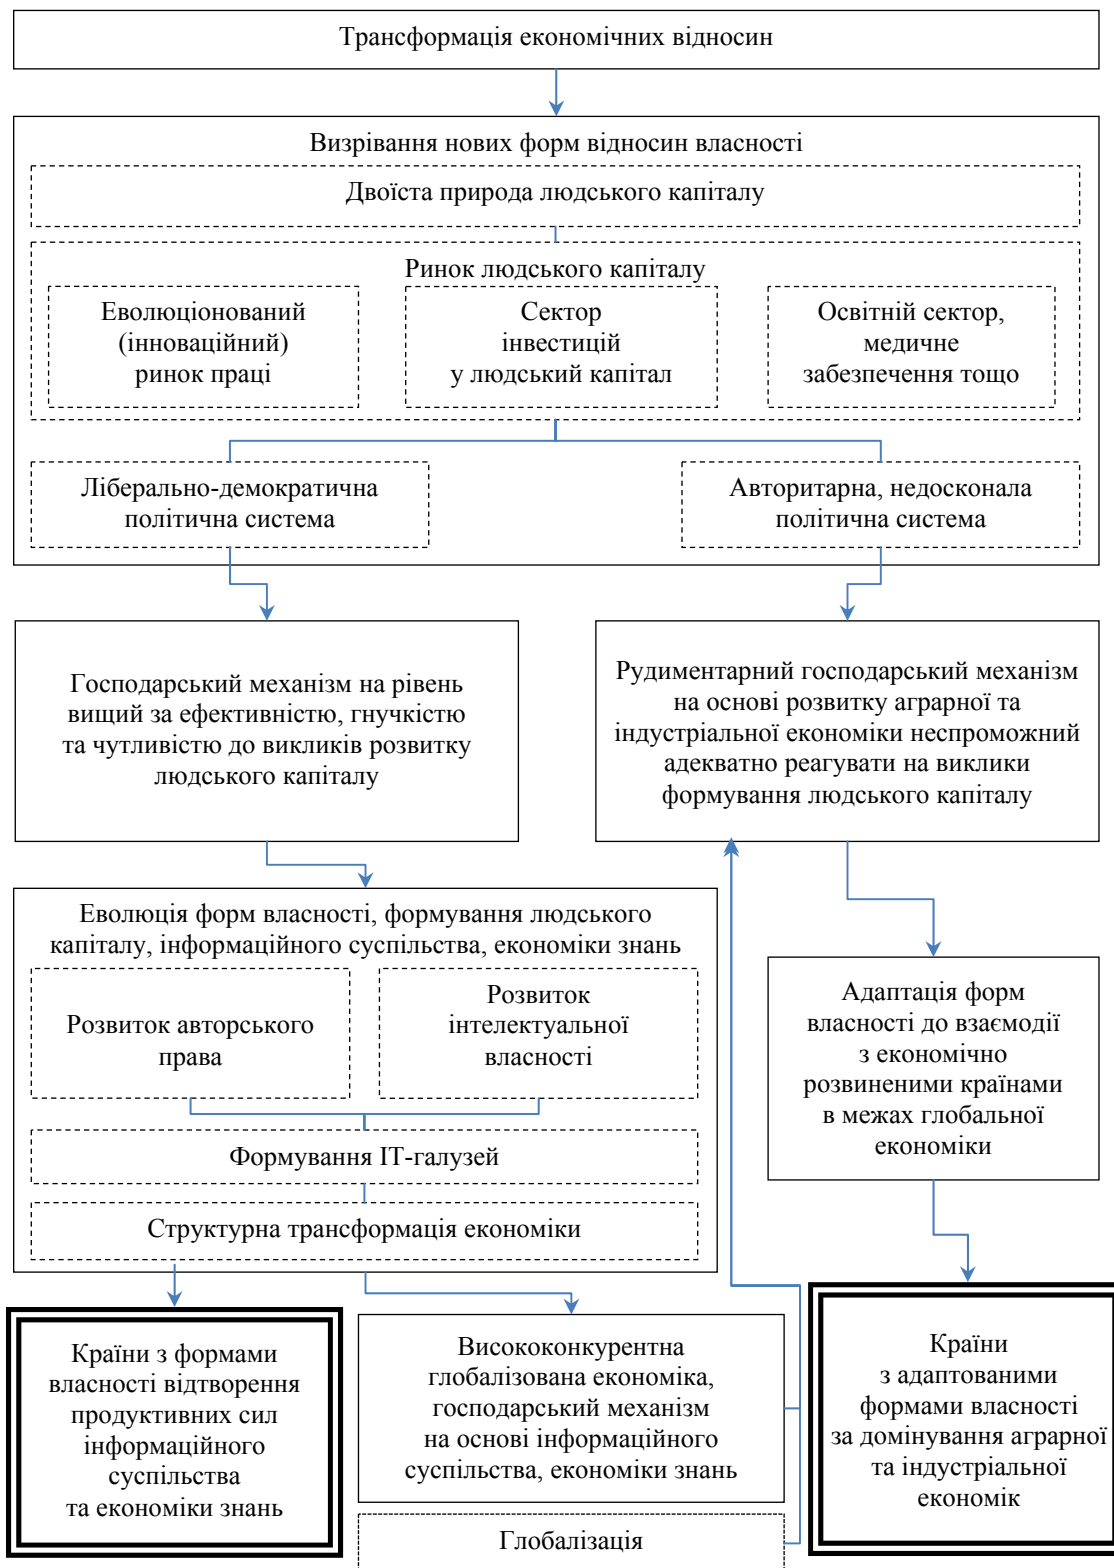 Трансформація економічних відносин
Визрівання нових форм відносин власності
Двоїста природа людського капіталу
Ринок людського капіталу
Еволюціонований
(інноваційний)
ринок праці
Сектор
інвестицій
у людський капітал
Освітній сектор,
медичне
забезпечення тощо
Ліберально-демократична
політична система
Авторитарна, недосконала
політична система
Господарський механізм на рівень
вищий за ефективністю, гнучкістю
та чутливістю до викликів розвитку
людського капіталу
Рудиментарний господарський механізм
на основі розвитку аграрної та
індустріальної економіки неспроможний
адекватно реагувати на виклики
формування людського капіталу
Еволюція форм власності, формування людського
капіталу, інформаційного суспільства, економіки знань
Розвиток авторського
права
Розвиток
інтелектуальної
власності
Формування ІТ-галузей
Структурна трансформація економіки
Адаптація форм
власності до взаємодії
з економічно
розвиненими країнами
в межах глобальної
економіки
Країни з формами
власності відтворення
продуктивних сил
інформаційного
суспільства
та економіки знань
Висококонкурентна
глобалізована економіка,
господарський механізм
на основі інформаційного
суспільства, економіки знань
Глобалізація
Країни
з адаптованими
формами власності
за домінування аграрної
та індустріальної
економік